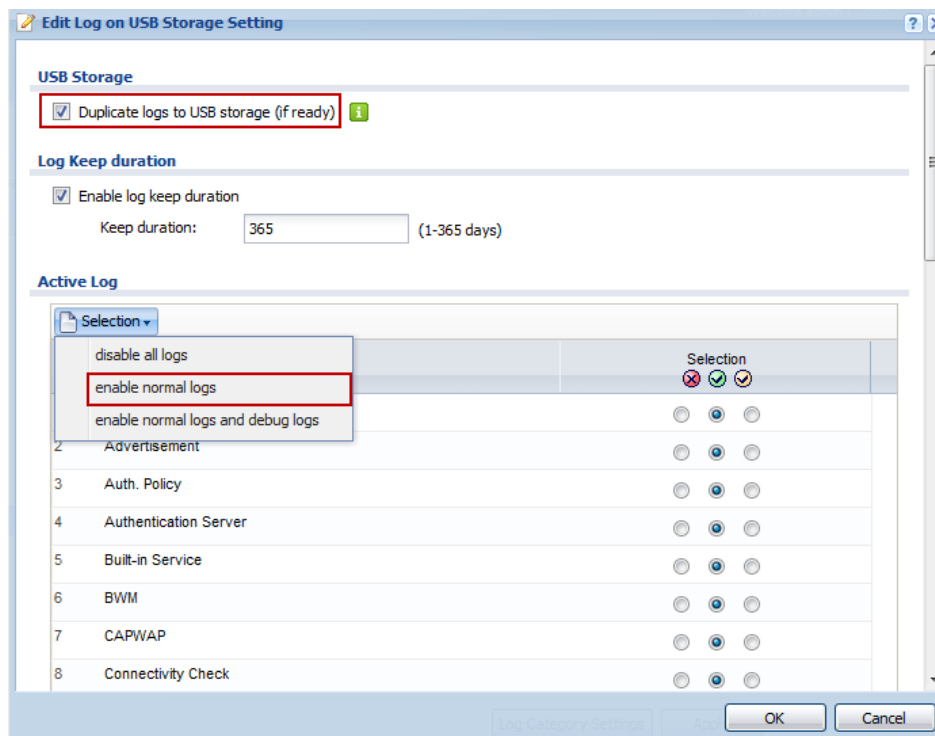 Edit Log on USB Storage Setting
?
USB Storage
Duplicate logs to USB storage (if ready)
i
Log Keep duration
Enable log keep duration
Keep duration: 365 (1-365 days)
Active Log
Selection
disable all logs
Selection
enable normal logs
enable normal logs and debug logs
2 Advertisement
3 Auth. Policy
4 Authentication Server
5 Built-in Service
6 BWM
7 CAPWAP
8 Connectivity Check
Log Category Settings
OK Cancel